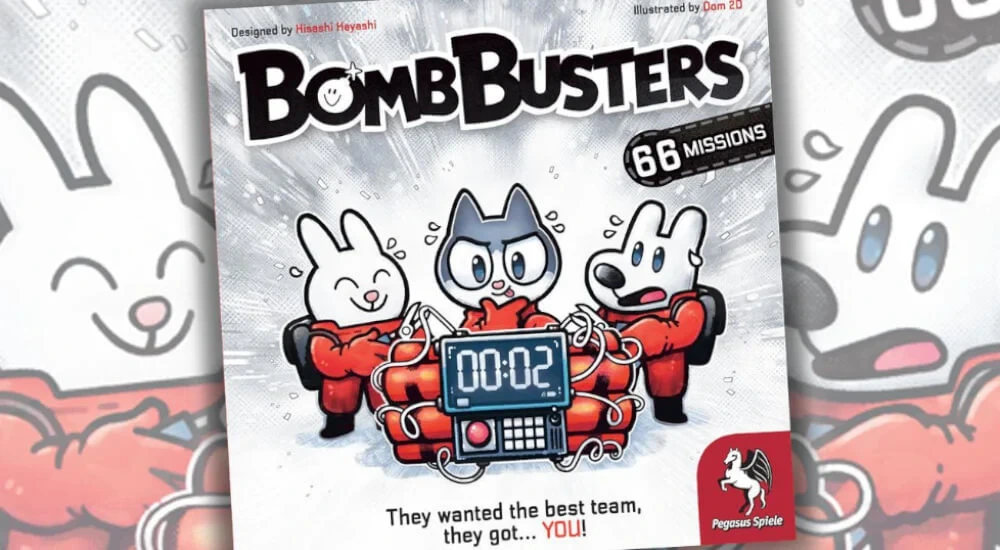 Designed by Hisashi Hayashi
Illustrated by Dom 2D
BOMBBUSTERS
66 MISSIONS
00:02
They wanted the best team,
they got... YOU!
Pegasus Spiele
66